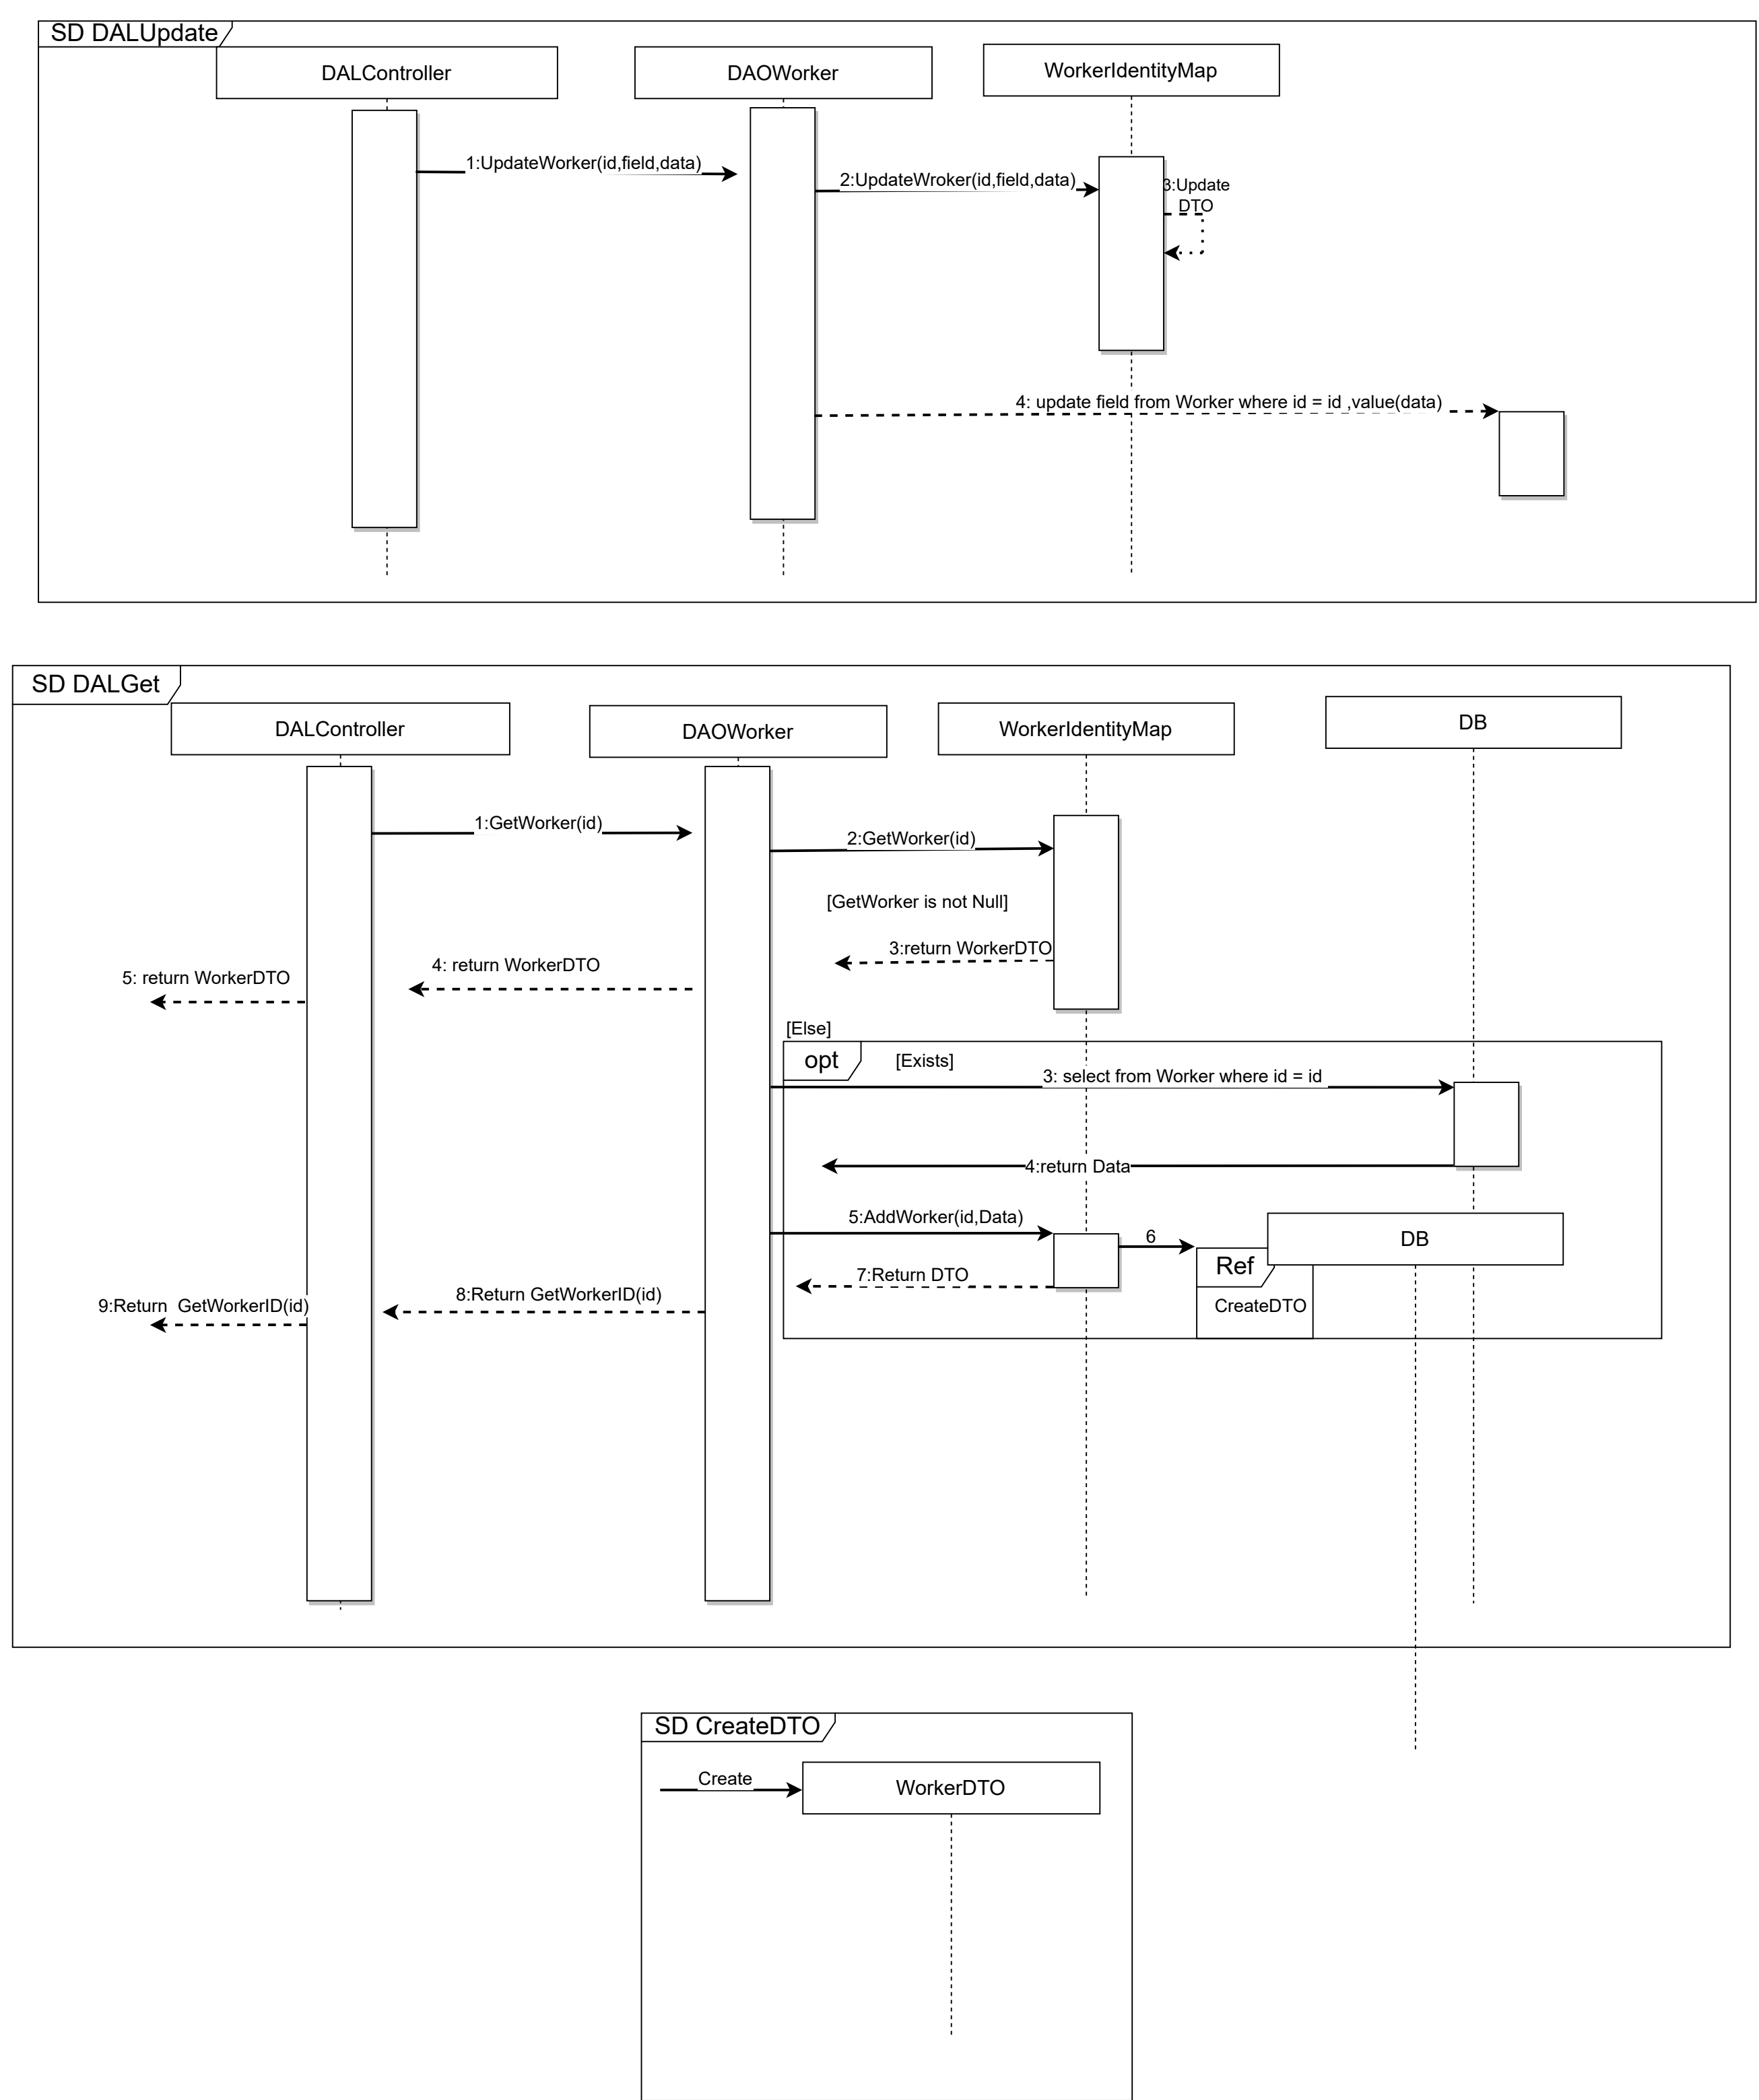 SD DALUpdate
DALController
DAOWorker
WorkerIdentityMap
1:UpdateWorker(id,field,data)
2:UpdateWroker(id,field,data)
3:Update
DTO
4: update field from Worker where id = id ,value(data)
SD DALGet
DALController
DAOWorker
WorkerIdentityMap
DB
1:GetWorker(id)
2:GetWorker(id)
[GetWorker is not Null]
3:return WorkerDTO
4: return WorkerDTO
5: return WorkerDTO
[Else]
opt
[Exists]
3: select from Worker where id = id
4:return Data
5:AddWorker(id,Data)
6
DB
Ref
CreateDTO
7:Return DTO
8:Return GetWorkerID(id)
9:Return  GetWorkerID(id)
SD CreateDTO
Create
WorkerDTO